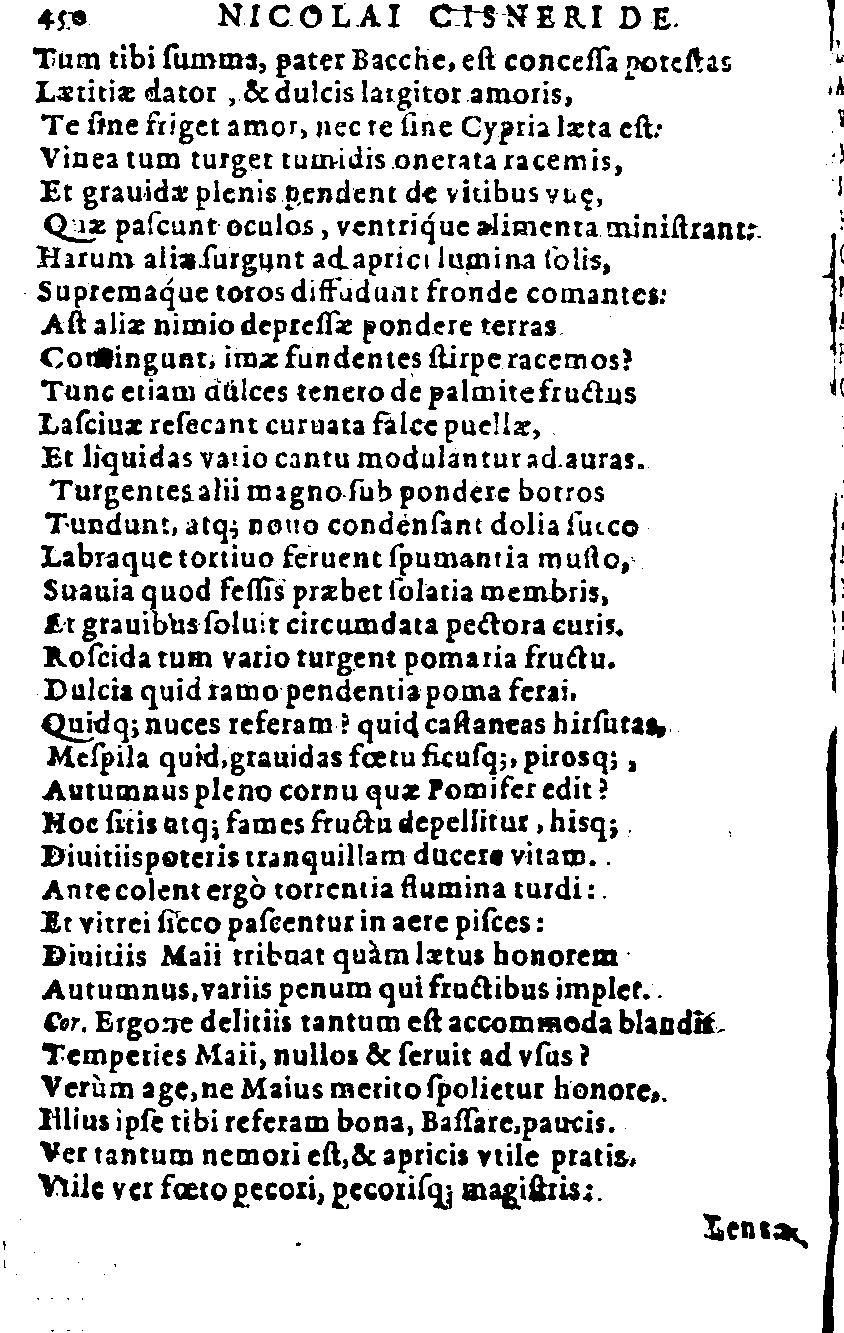 450 NICOLAI CISNERI DE.
Tum tibi ſumma, pater Bacche, eſt conceſſa poteſtas
Lætitiæ dator, & dulcis largitor amoris,
Te ſine friget amor, nec te ſine Cypria læta eſt:
Vinea tum turget tumidis onerata racemis,
Et grauidæ plenis pendent de vitibus vuę,
Quæ paſcunt oculos, ventriq́ue alimenta miniſtrant:
Harum aliæ ſurgunt ad aprici lumina ſolis,
Supremaq́ue toros diffudunt fronde comantes:
Aſt aliæ nimio depreſſæ pondere terras
Contingunt, imæ fundentes ſtirpe racemos?
Tunc etiam dulces tenero de palmite fructus
Laſciuæ reſecant curuata falce puellæ,
Et liquidas vario cantu modulantur ad auras.
Turgentes alii magno ſub pondere botros
Tundunt, atq; nouo condenſant dolia ſucco
Labraque tortiuo feruent ſpumantia muſto,
Suauia quod feſſis præbet ſolatia membris,
Et grauibus ſoluit circumdata pectora curis.
Roſcida tum vario turgent pomaria fructu.
Dulcia quid ramo pendentia poma feram,
Quidq; nuces referam? quid caſtaneas hirſutas,
Meſpila quid, grauidas fœtu ficuſq;, piroſq;,
Autumnus pleno cornu quæ Pomifer edit?
Hoc ſitis atq; fames fructu depellitur, hisq;
Diuitiis poteris tranquillam ducere vitam.
Ante colent ergò torrentia flumina turdi:
Et vitrei ſicco paſcentur in aere piſces:
Diuitiis Maii tribuat quàm lætus honorem
Autumnus, variis penum qui fructibus implet.
Cor. Ergone delitiis tantum eſt accommoda blandis
Temperies Maii, nullos & ſeruit ad vſus?
Verùm age, ne Maius merito ſpolietur honore,
Illius ipſe tibi referam bona, Baſſare, paucis.
Ver tantum nemori eſt, & apricis vtile pratis,
Vtile ver fœto pecori, pecoriſq; magiſtris:
Lentæ